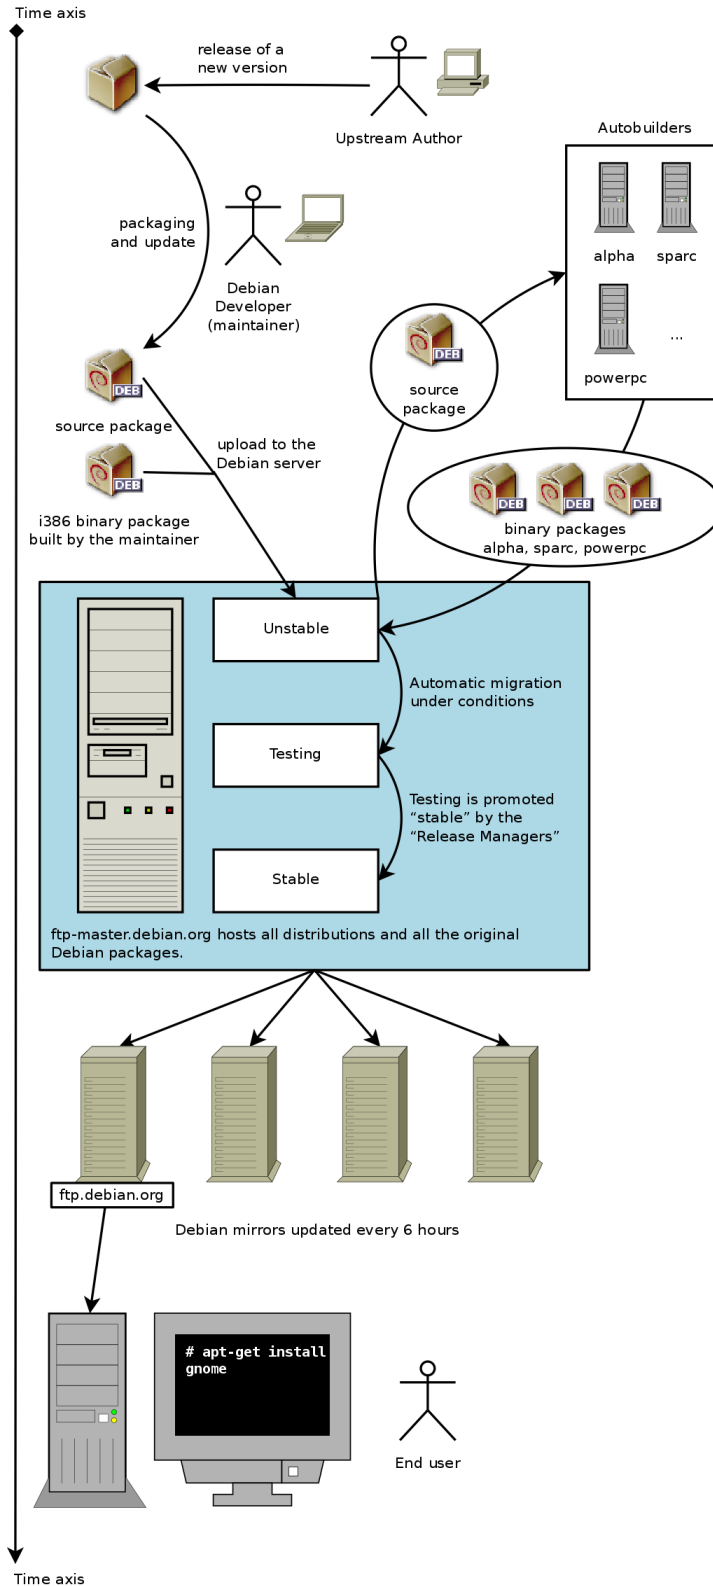 Time axis
release of a
new version
Upstream Author
Autobuilders
alpha
sparc
powerpc
...
packaging
and update
Debian
Developer
(maintainer)
DEB
source package
DEB
i386 binary package
built by the maintainer
upload to the
Debian server
DEB
source
package
DEB
DEB
DEB
binary packages
alpha, sparc, powerpc
Unstable
Automatic migration
under conditions
Testing
Testing is promoted
“stable” by the
“Release Managers”
Stable
ftp-master.debian.org hosts all distributions and all the original
Debian packages.
ftp.debian.org
Debian mirrors updated every 6 hours
# apt-get install
gnome
End user
Time axis